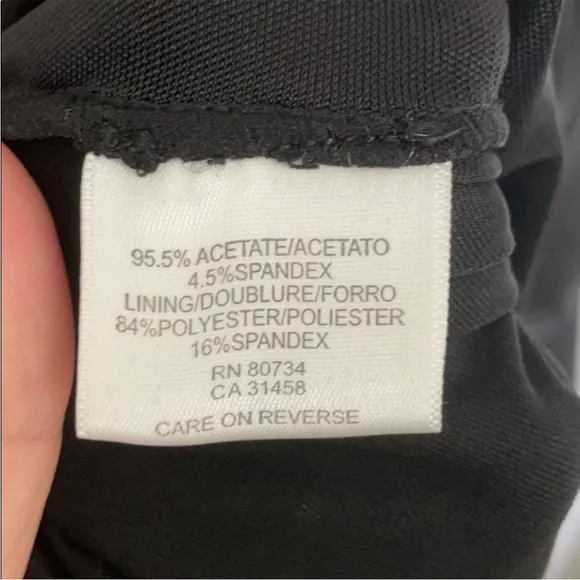 95.5% ACETATE/ACETATO
4.5%SPANDEX
LINING/DOUBLURE/FORRO
84%POLYESTER/POLIESTER
16%SPANDEX
RN 80734
CA 31458
CARE ON REVERSE